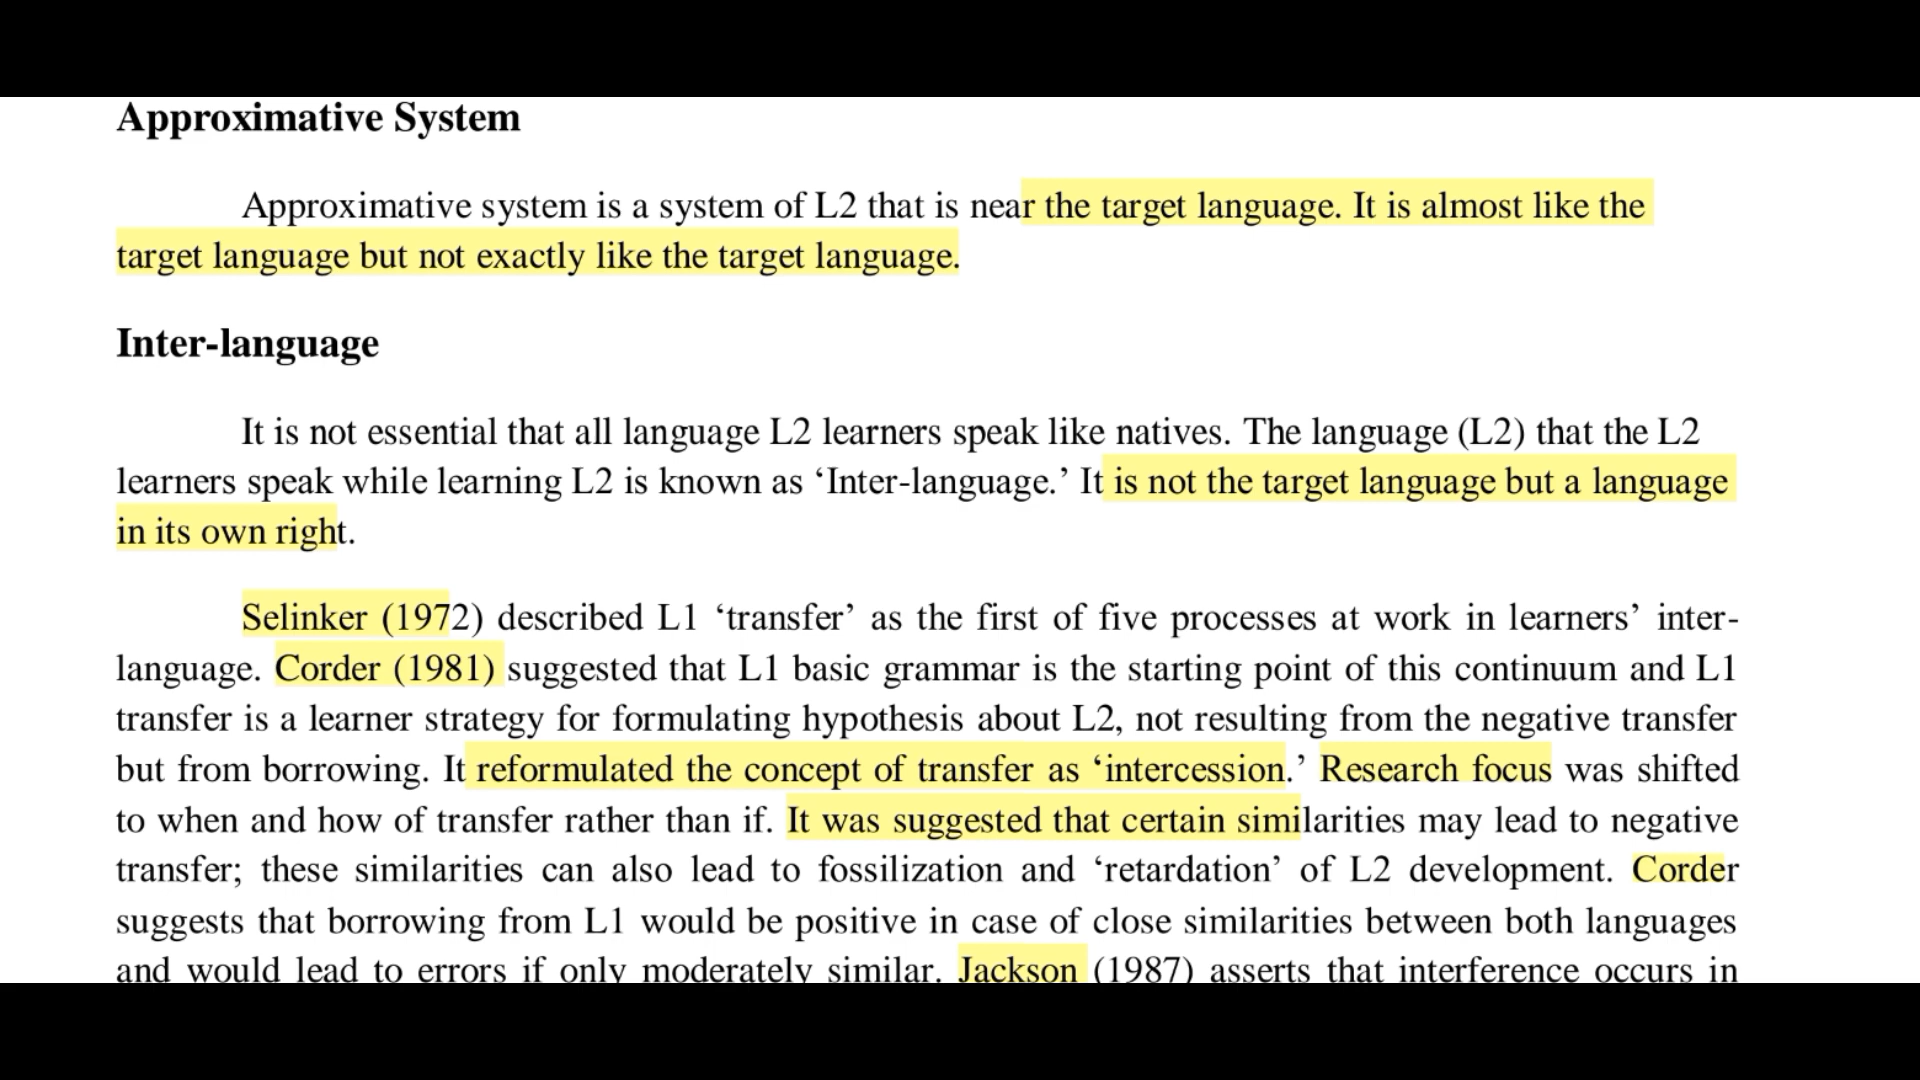 Approximative System
Approximative system is a system of L2 that is near the target language. It is almost like the
target language but not exactly like the target language.
Inter-language
It is not essential that all language L2 learners speak like natives. The language (L2) that the L2
learners speak while learning L2 is known as ‘Inter-language.’ It is not the target language but a language
in its own right.
Selinker (1972) described L1 ‘transfer’ as the first of five processes at work in learners’ inter-
language. Corder (1981) suggested that L1 basic grammar is the starting point of this continuum and L1
transfer is a learner strategy for formulating hypothesis about L2, not resulting from the negative transfer
but from borrowing. It reformulated the concept of transfer as ‘intercession.’ Research focus was shifted
to when and how of transfer rather than if. It was suggested that certain similarities may lead to negative
transfer; these similarities can also lead to fossilization and ‘retardation’ of L2 development. Corder
suggests that borrowing from L1 would be positive in case of close similarities between both languages
and would lead to errors if only moderately similar. Jackson (1987) asserts that interference occurs in